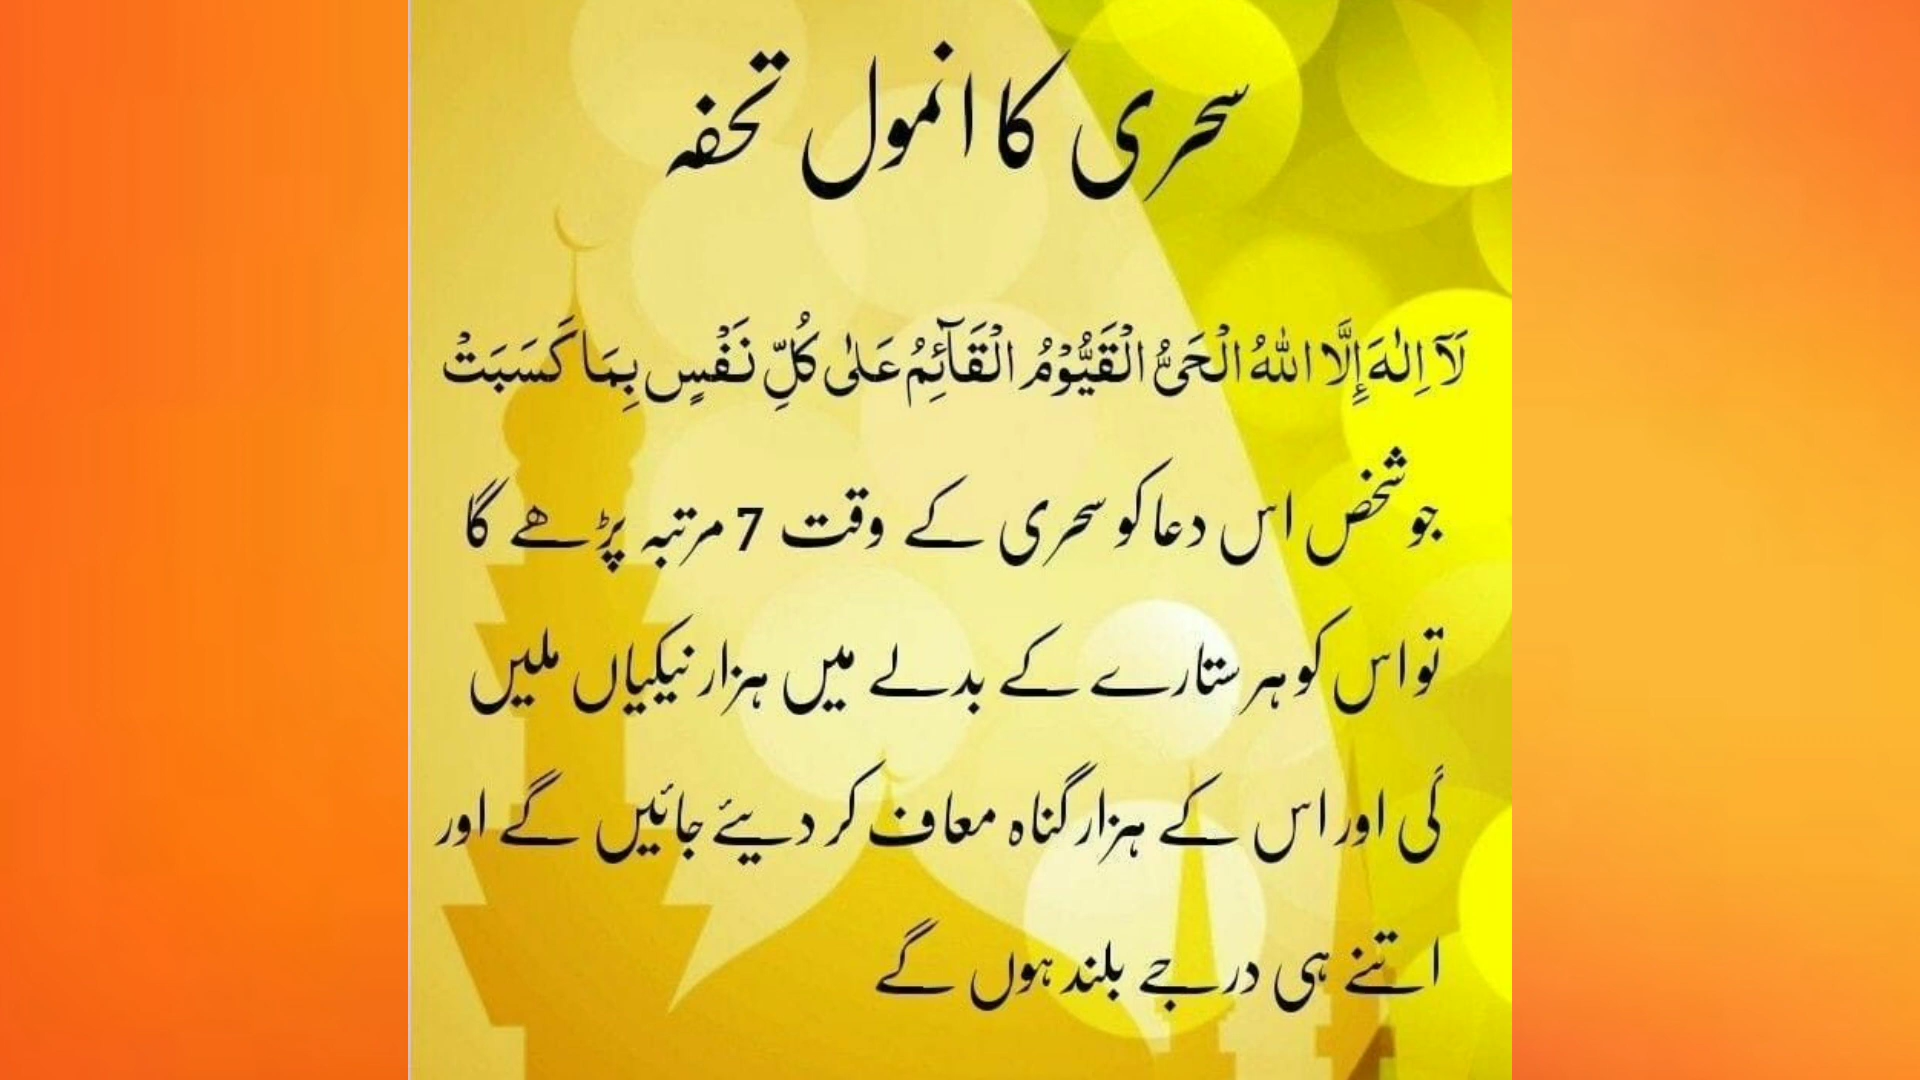 سحری کا انمول تحفہ
لَآ اِلٰهَ إِلَّا اللّٰهُ الْحَىُّ الْقَيُّوْمُ الْقَآئِمُ عَلٰى كُلِّ نَفْسٍ بِمَا كَسَبَتْ
جو شخص اس دعا کو سحری کے وقت 7 مرتبہ پڑھے گا
تو اس کو ہر ستارے کے بدلے میں ہزار نیکیاں ملیں
گی اور اس کے ہزار گناہ معاف کر دیئے جائیں گے اور
اتنے ہی درجے بلند ہوں گے